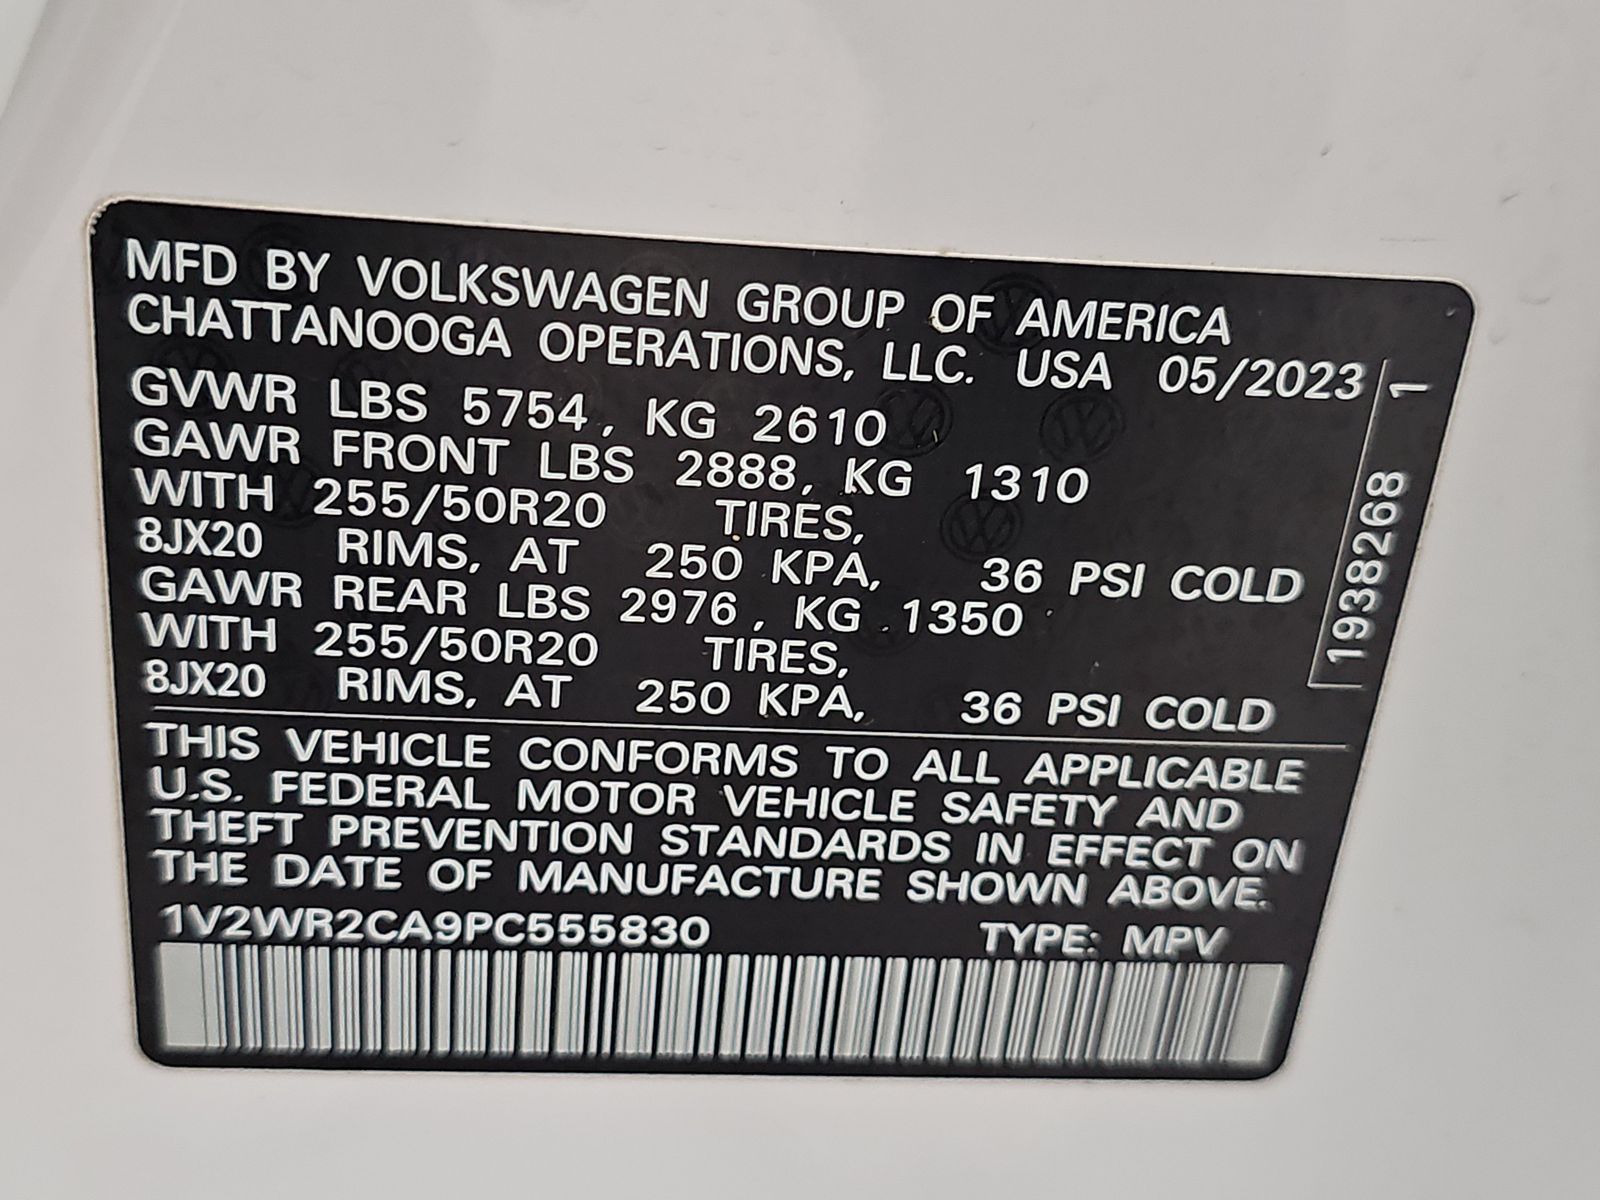 MFD BY VOLKSWAGEN GROUP OF AMERICA
CHATTANOOGA OPERATIONS, LLC. USA 05/2023
GVWR LBS 5754, KG 2610
GAWR FRONT LBS 2888, KG 1310
WITH 255/50R20 TIRES,
8JX20 RIMS, AT 250 KPA, 36 PSI COLD
GAWR REAR LBS 2976, KG 1350
WITH 255/50R20 TIRES,
8JX20 RIMS, AT 250 KPA, 36 PSI COLD
THIS VEHICLE CONFORMS TO ALL APPLICABLE
U.S. FEDERAL MOTOR VEHICLE SAFETY AND
THEFT PREVENTION STANDARDS IN EFFECT ON
THE DATE OF MANUFACTURE SHOWN ABOVE.
1V2WR2CA9PC555830 TYPE: MPV
1938268 1